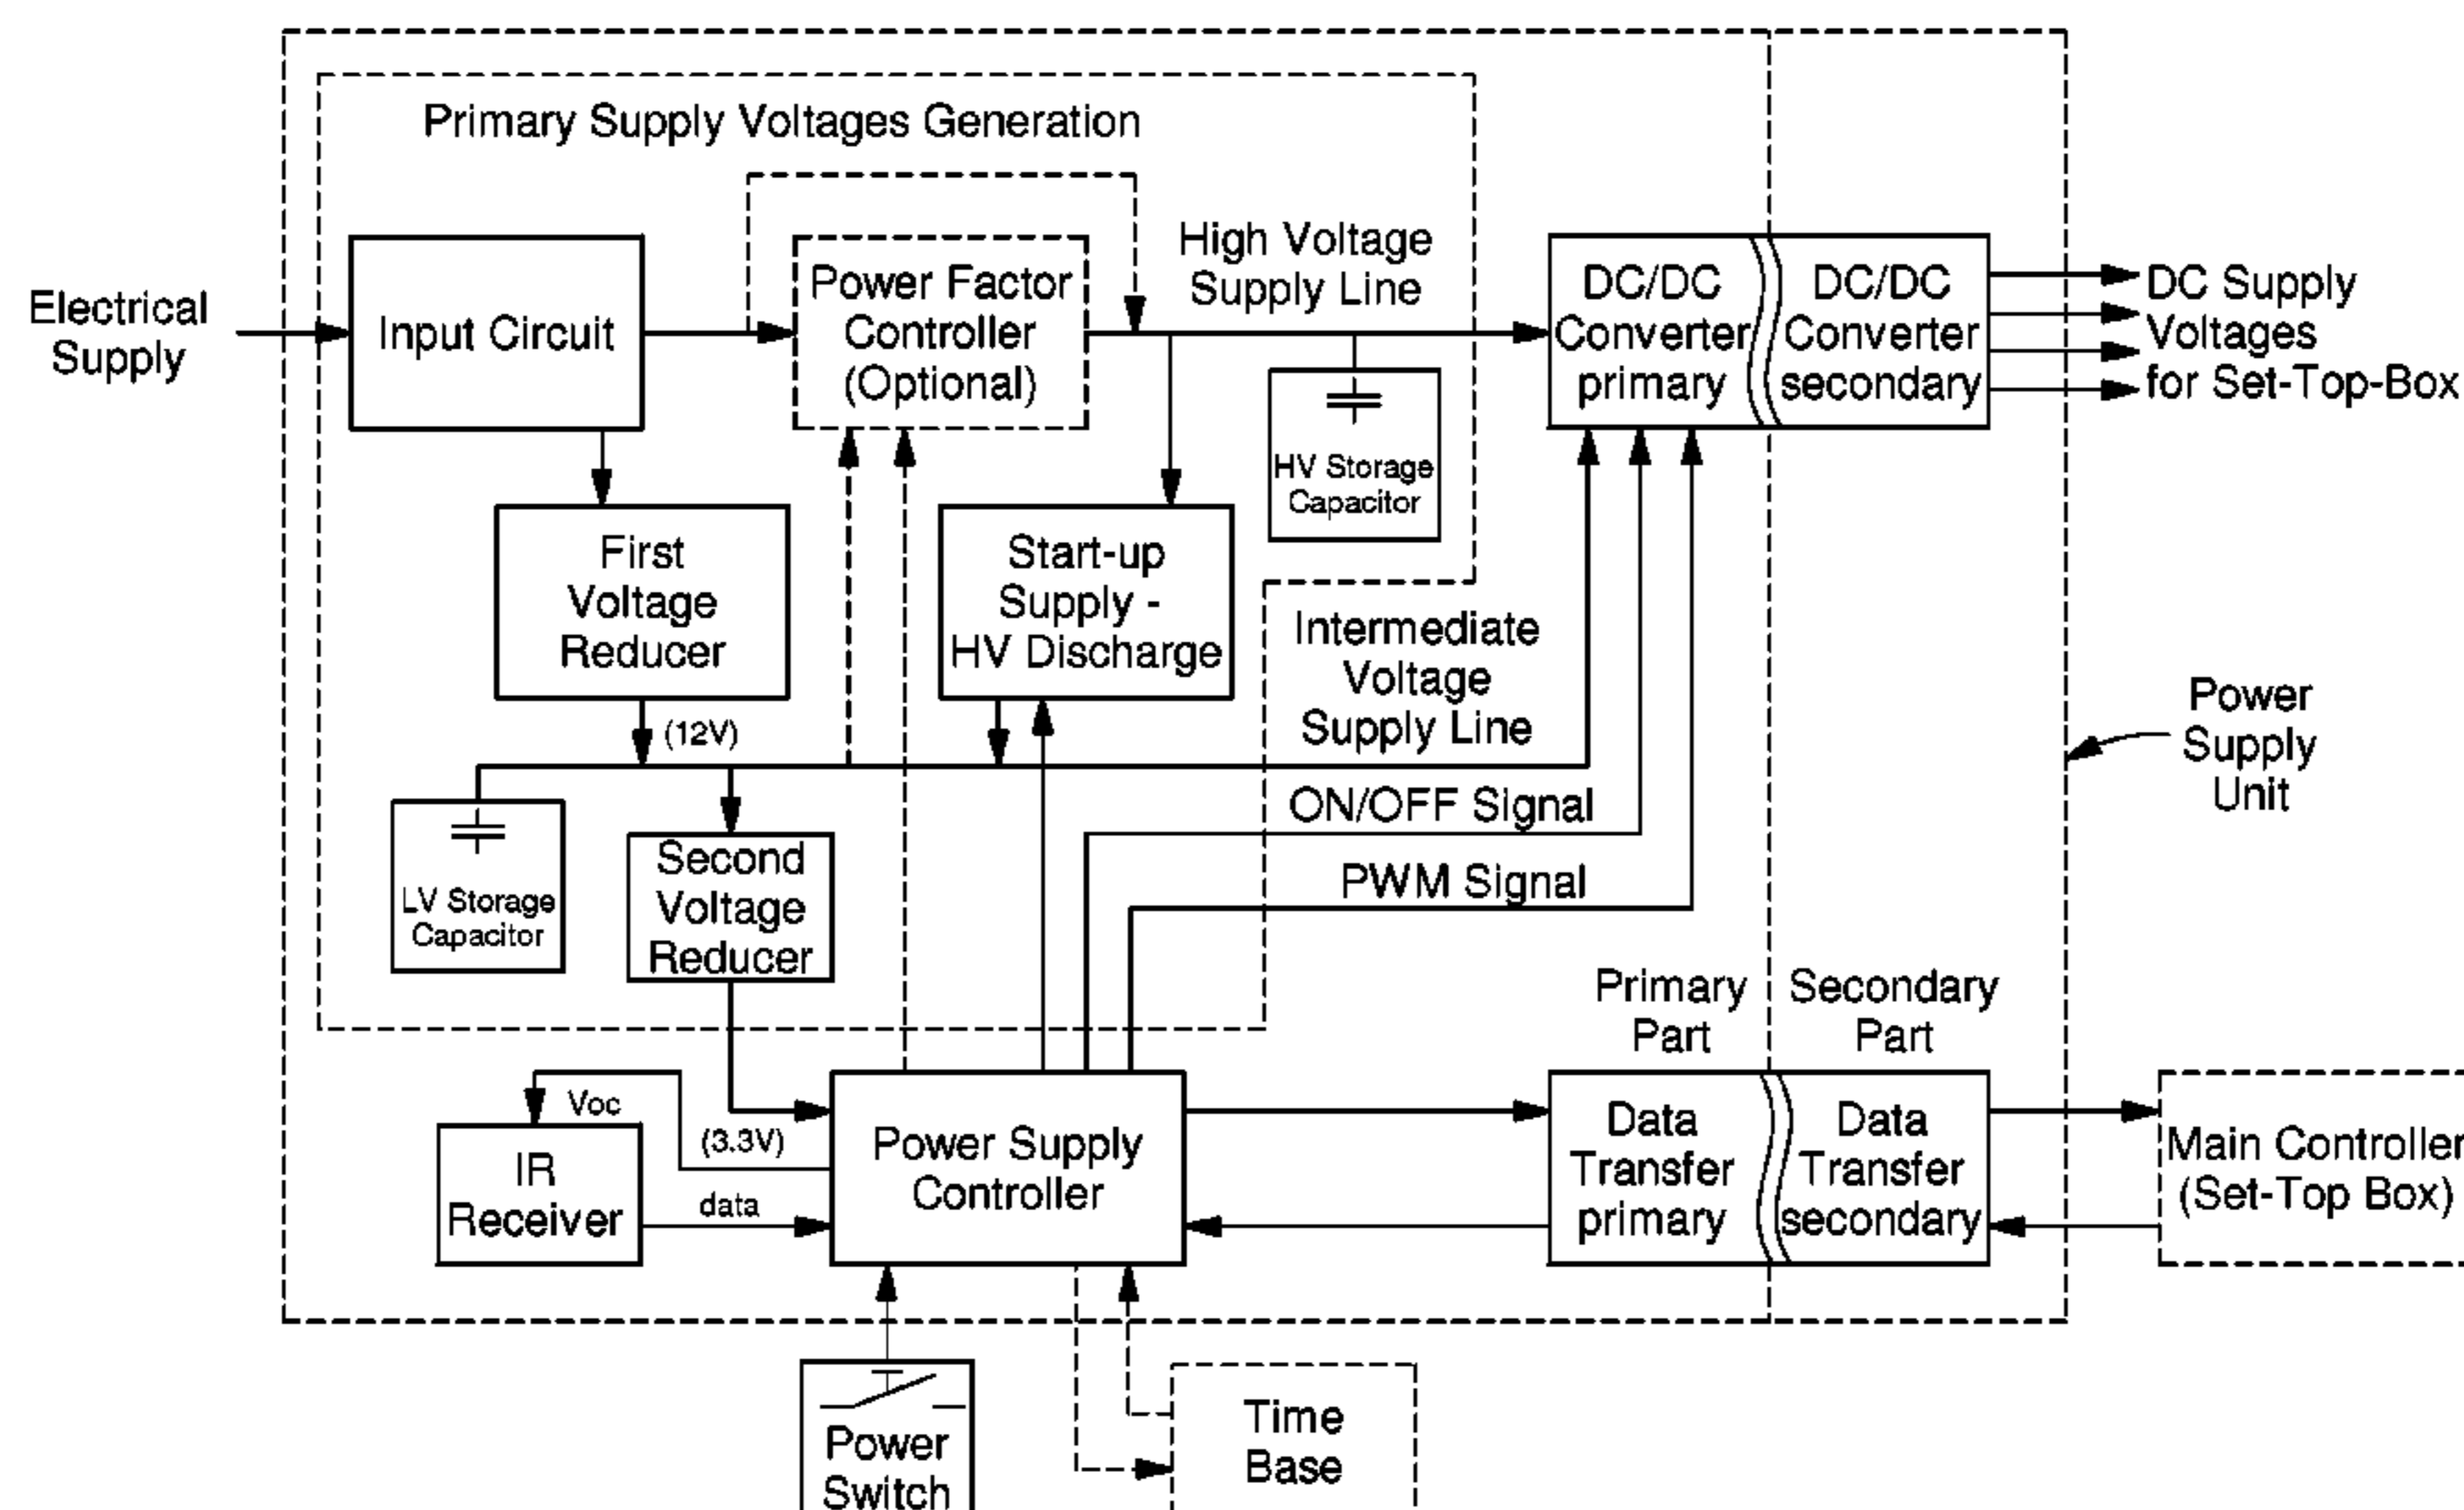 Primary Supply Voltages Generation
Electrical
Supply
Input Circuit
Power Factor
Controller
(Optional)
High Voltage
Supply Line
HV Storage
Capacitor
DC/DC
Converter
primary
DC/DC
Converter
secondary
DC Supply
Voltages
for Set-Top-Box
First
Voltage
Reducer
(12V)
Start-up
Supply -
HV Discharge
Intermediate
Voltage
Supply Line
Power
Supply
Unit
LV Storage
Capacitor
Second
Voltage
Reducer
ON/OFF Signal
PWM Signal
Primary
Part
Secondary
Part
Voc
(3.3V)
data
IR
Receiver
Power Supply
Controller
Data
Transfer
primary
Data
Transfer
secondary
Main Controller
(Set-Top Box)
Power
Switch
Time
Base